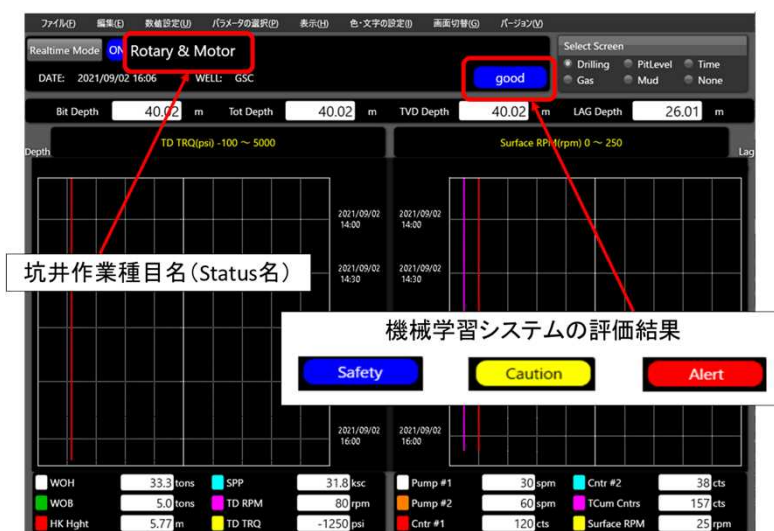 ファイル(F) 編集(E) 数値設定(U) パラメータの選択(P) 表示(H) 色・文字の設定(I) 画面切替(G) バージョン(V)
Realtime Mode ON Rotary & Motor
Select Screen
Drilling PitLevel Time
DATE: 2021/09/02 16:06 WELL: GSC good
Gas Mud None
Bit Depth 40.02 m Tot Depth 40.02 m TVD Depth 40.02 m LAG Depth 26.01 m
Depth TD TRQ(psi) -100 ～ 5000 Surface RPM(rpm) 0 ～ 250 Lag
2021/09/02 2021/09/02
14:00 14:00
2021/09/02 2021/09/02
14:30 14:30
坑井作業種目名(Status名)
機械学習システムの評価結果
Safety Caution Alert
2021/09/02 2021/09/02
16:00 16:00
WOH 33.3 tons SPP 31.8 ksc Pump #1 30 spm Cntr #2 38 cts
WOB 5.0 tons TD RPM 80 rpm Pump #2 60 spm TCum Cntrs 157 cts
HK Hght 5.77 m TD TRQ -1250 psi Cntr #1 120 cts Surface RPM 25 rpm